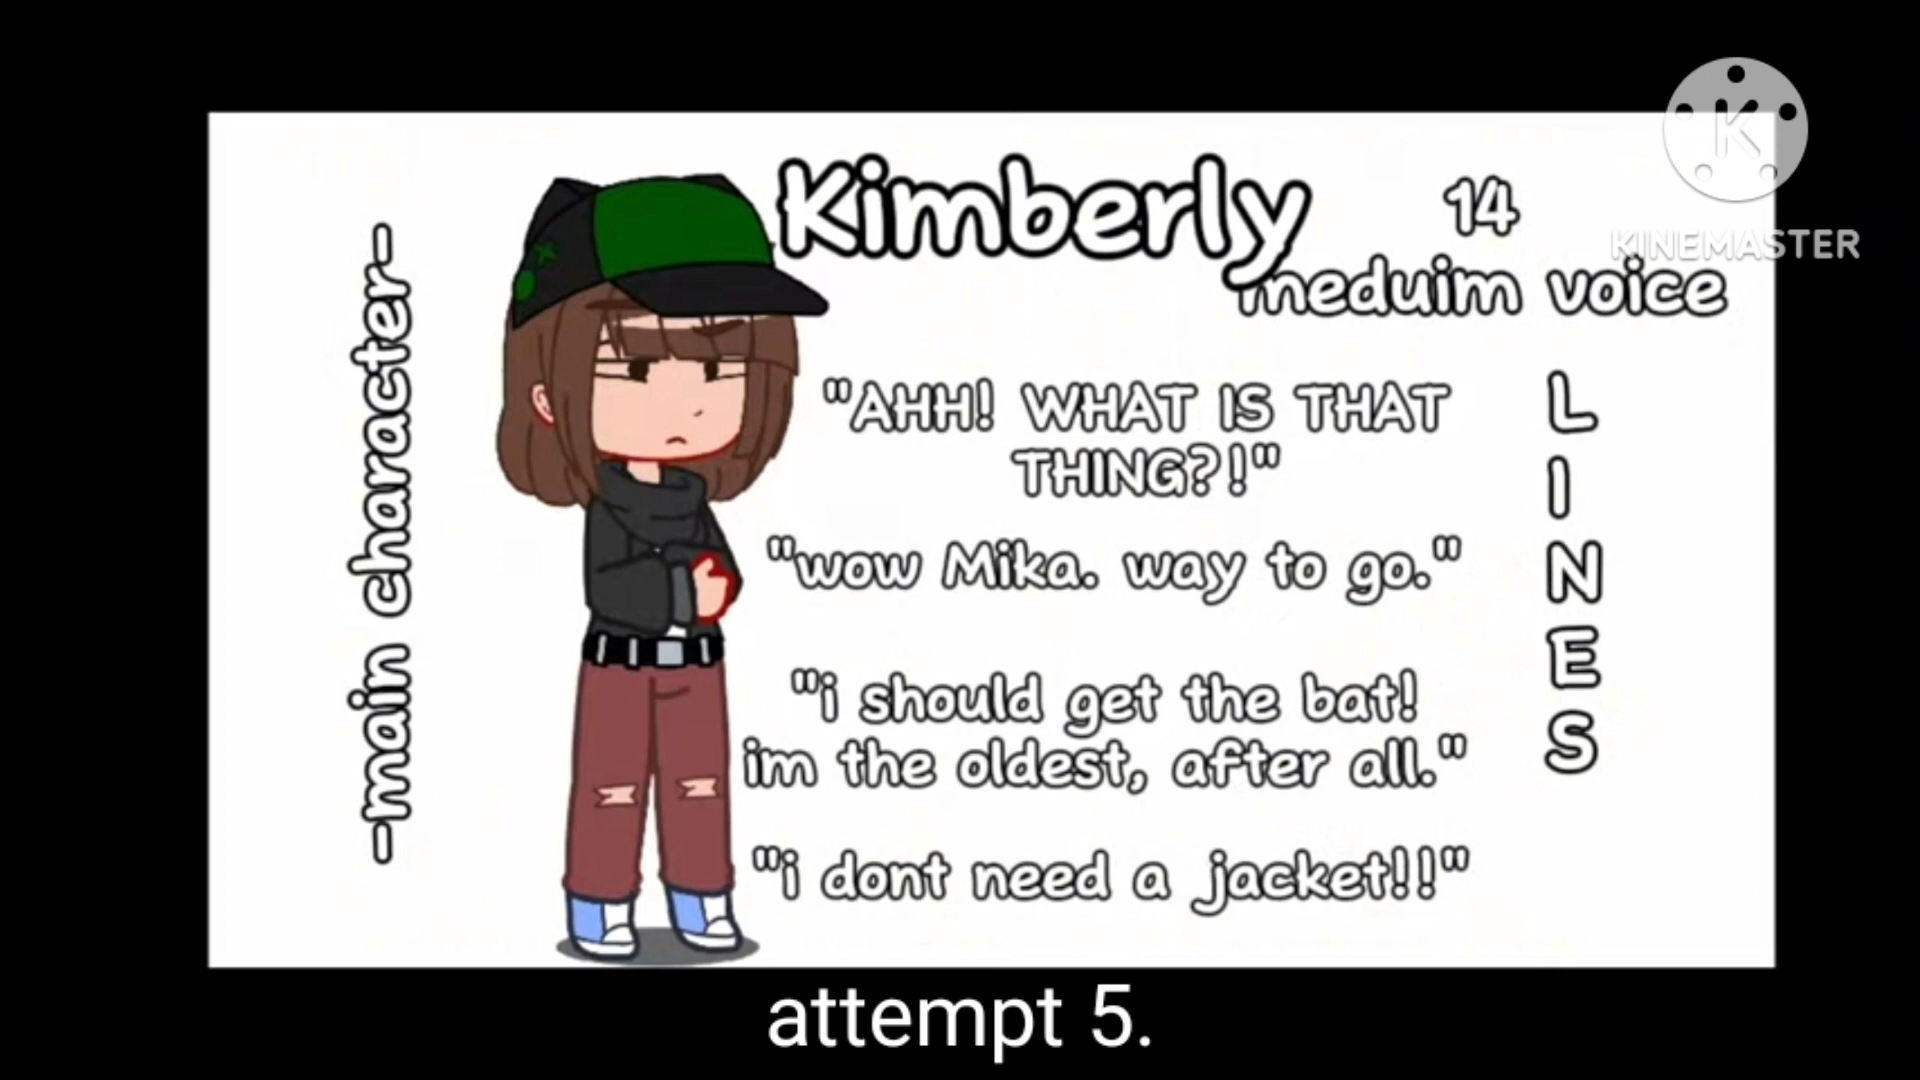 -main character-
Kimberly
14
meduim voice
"AHH! WHAT IS THAT
THING?!"
"wow Mika. way to go."
"i should get the bat!
im the oldest, after all."
"i dont need a jacket!!"
LINES
K
KINEMASTER
attempt 5.